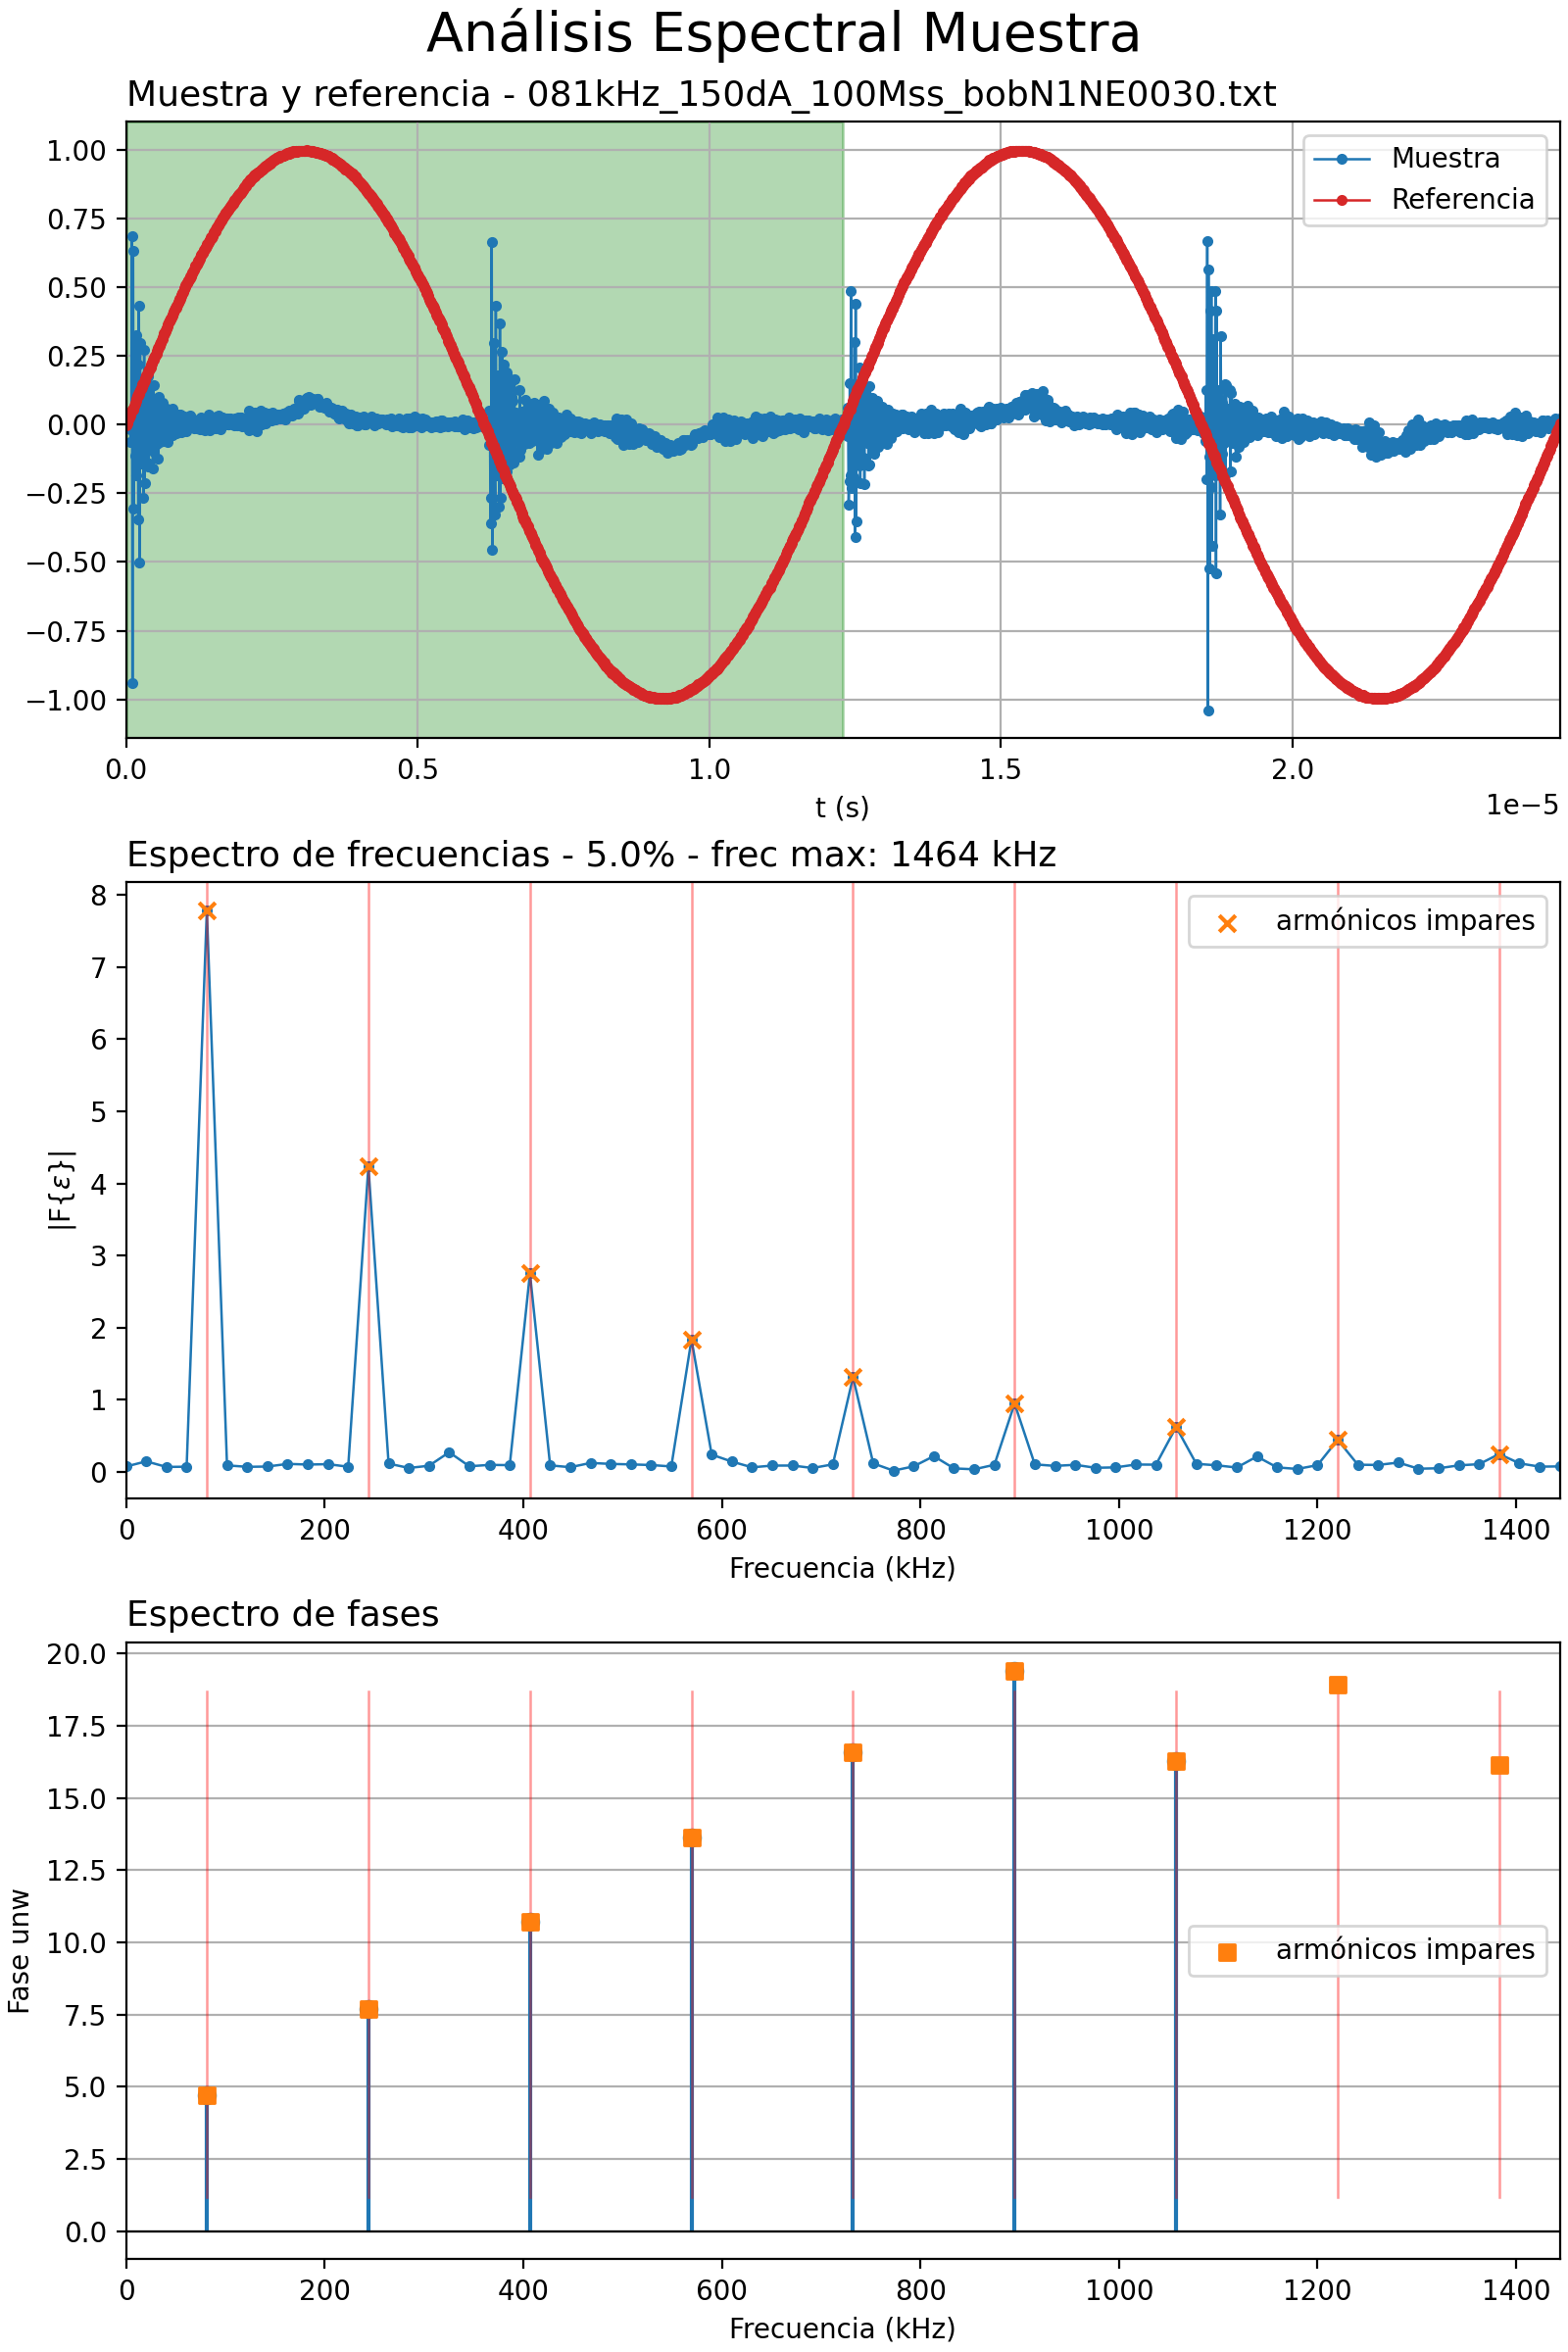 Análisis Espectral Muestra
Muestra y referencia - 081kHz_150dA_100Mss_bobN1NE0030.txt
1.00
0.75
0.50
0.25
0.00
−0.25
−0.50
−0.75
−1.00
Muestra
Referencia
0.0 0.5 1.0 1.5 2.0
t (s)
1e−5
Espectro de frecuencias - 5.0% - frec max: 1464 kHz
8
7
6
5
4
3
2
1
0
|F{ε}|
armónicos impares
0 200 400 600 800 1000 1200 1400
Frecuencia (kHz)
Espectro de fases
20.0
17.5
15.0
12.5
10.0
7.5
5.0
2.5
0.0
Fase unw
armónicos impares
0 200 400 600 800 1000 1200 1400
Frecuencia (kHz)